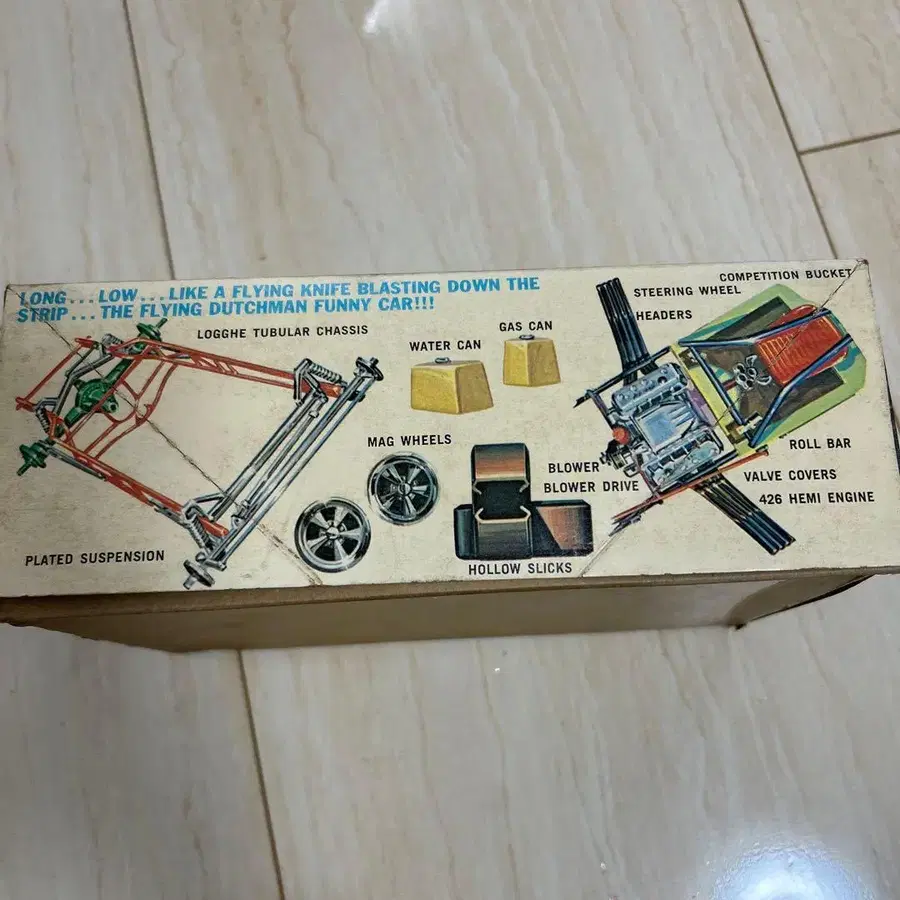 LONG...LOW...LIKE A FLYING KNIFE BLASTING DOWN THE
STRIP...THE FLYING DUTCHMAN FUNNY CAR!!!
LOGGHE TUBULAR CHASSIS
WATER CAN
GAS CAN
COMPETITION BUCKET
STEERING WHEEL
HEADERS
MAG WHEELS
ROLL BAR
BLOWER
BLOWER DRIVE
VALVE COVERS
426 HEMI ENGINE
PLATED SUSPENSION
HOLLOW SLICKS